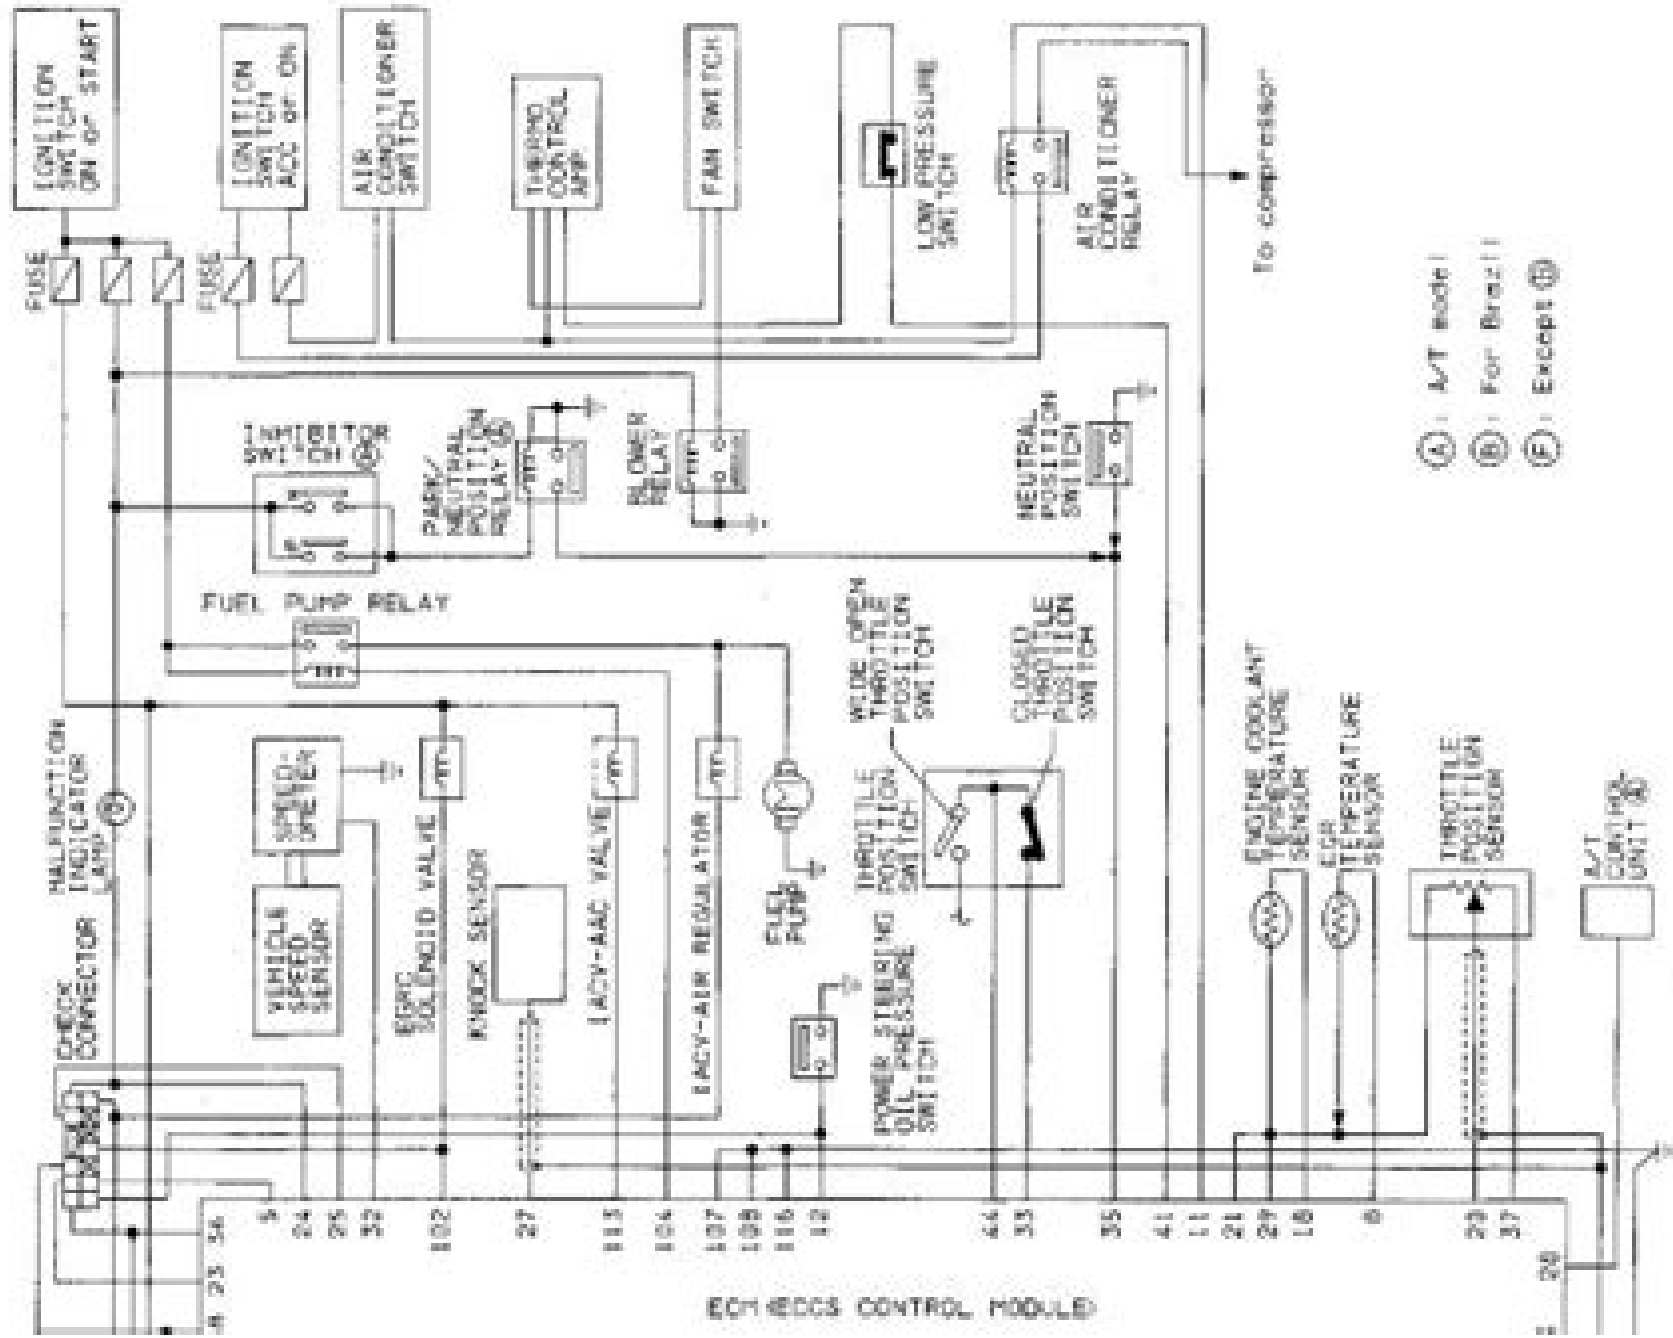 IGNITION
SWITCH
ON or START
IGNITION
SWITCH
ACC or ON
AIR
CONDITIONER
SWITCH
THERMO
CONTROL
AMP
FAN SWITCH
LOW PRESSURE
SWITCH
AIR
CONDITIONER
RELAY
To compressor
FUSE
FUSE
Ⓐ: A/T model
Ⓑ: For Brazil
Ⓕ: Except
INHIBITOR
SWITCH Ⓐ
PARK/
NEUTRAL
POSITION
RELAY Ⓐ
BLOWER
RELAY
NEUTRAL
POSITION
SWITCH
FUEL PUMP RELAY
WIDE OPEN
THROTTLE
POSITION
SWITCH
CLOSED
THROTTLE
POSITION
SWITCH
MALFUNCTION
INDICATOR
LAMP
SPEED-
OMETER
THROTTLE
POSITION
SWITCH
ENGINE COOLANT
TEMPERATURE
SENSOR
EGR
TEMPERATURE
SENSOR
THROTTLE
POSITION
SENSOR
A/T
CONTROL
UNIT Ⓐ
CHECK
CONNECTOR
VEHICLE
SPEED
SENSOR
EGRC
SOLENOID VALVE
KNOCK SENSOR
IACV-AAC VALVE
IACV-AIR REGULATOR
FUEL
PUMP
POWER STEERING
OIL PRESSURE
SWITCH
24
25
32
102
27
113
104
107
108
116
12
44
33
35
41
11
21
29
18
37
23
20
ECM (ECCS CONTROL MODULE)